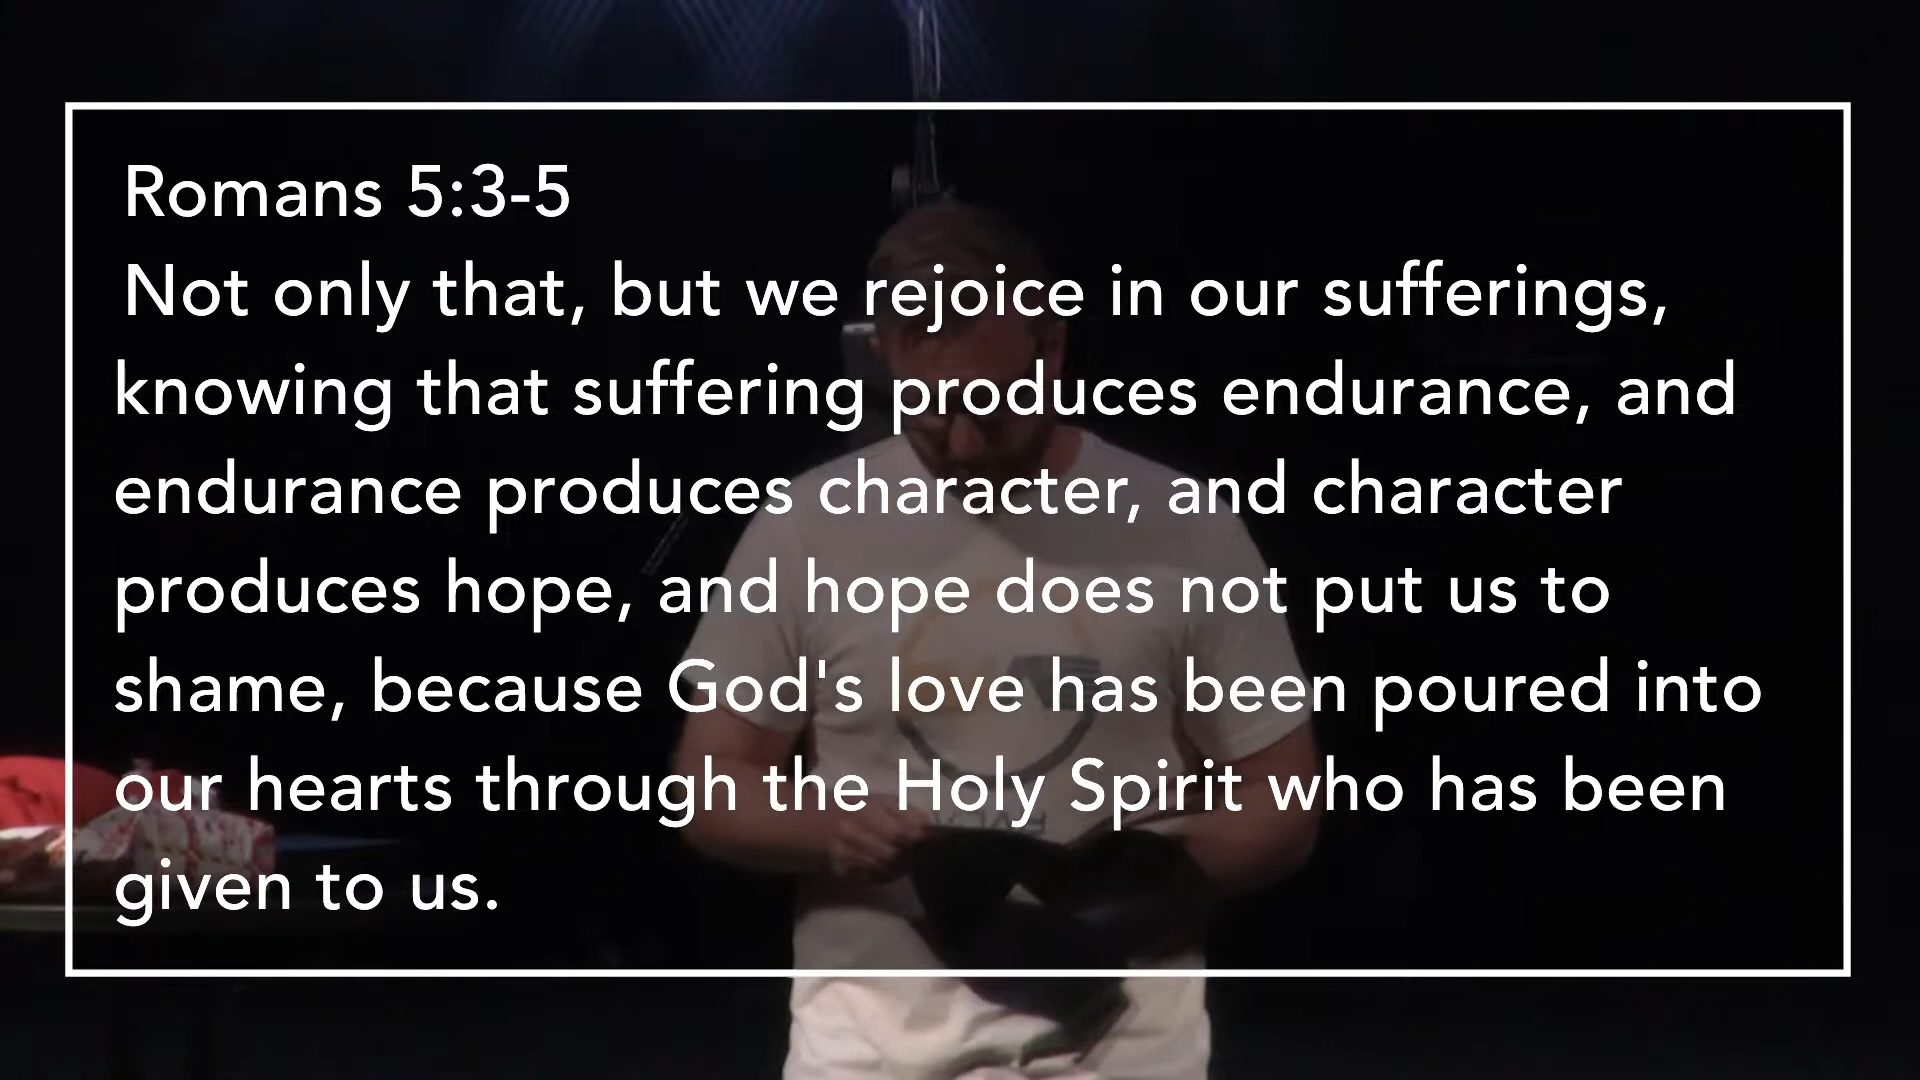 Romans 5:3-5
Not only that, but we rejoice in our sufferings,
knowing that suffering produces endurance, and
endurance produces character, and character
produces hope, and hope does not put us to
shame, because God's love has been poured into
our hearts through the Holy Spirit who has been
given to us.